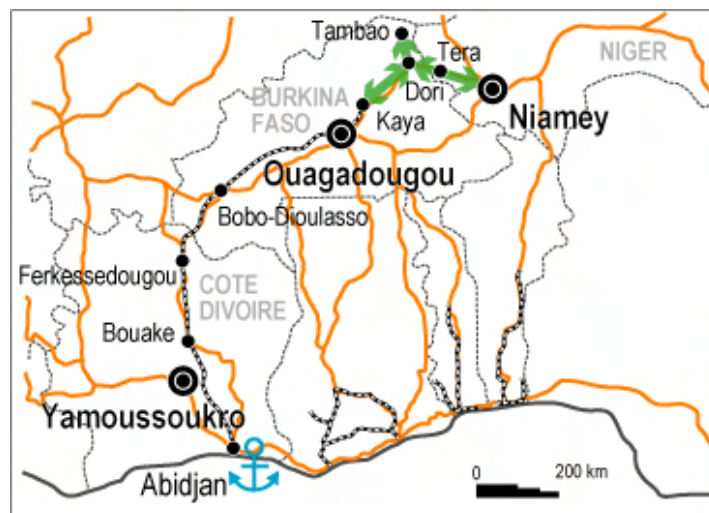 Tambao
Tera
NIGER
Dori
BURKINA
FASO
Kaya
Niamey
Ouagadougou
Bobo-Dioulasso
Ferkessedougou
COTE
DIVOIRE
Bouake
Yamoussoukro
Abidjan
0 200 km